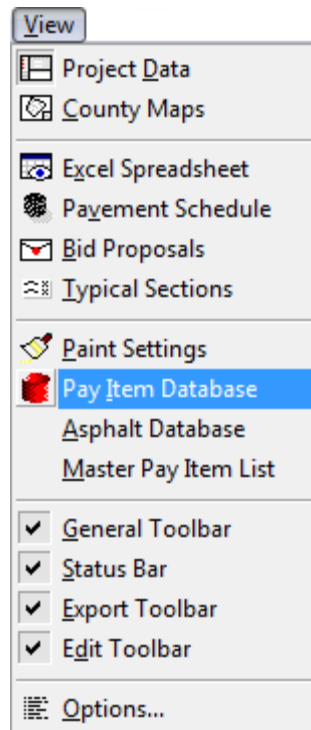 View
Project Data
County Maps
Excel Spreadsheet
Pavement Schedule
Bid Proposals
Typical Sections
Paint Settings
Pay Item Database
Asphalt Database
Master Pay Item List
General Toolbar
Status Bar
Export Toolbar
Edit Toolbar
Options...